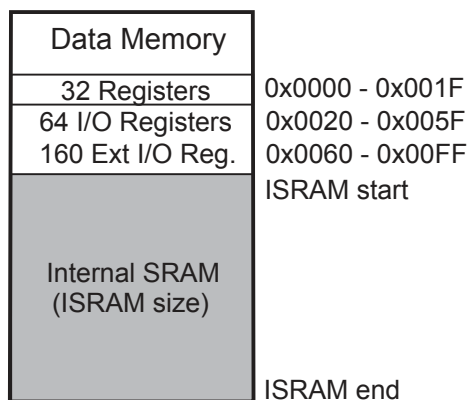 Data Memory
32 Registers 0x0000 - 0x001F
64 I/O Registers 0x0020 - 0x005F
160 Ext I/O Reg. 0x0060 - 0x00FF
ISRAM start
Internal SRAM
(ISRAM size)
ISRAM end